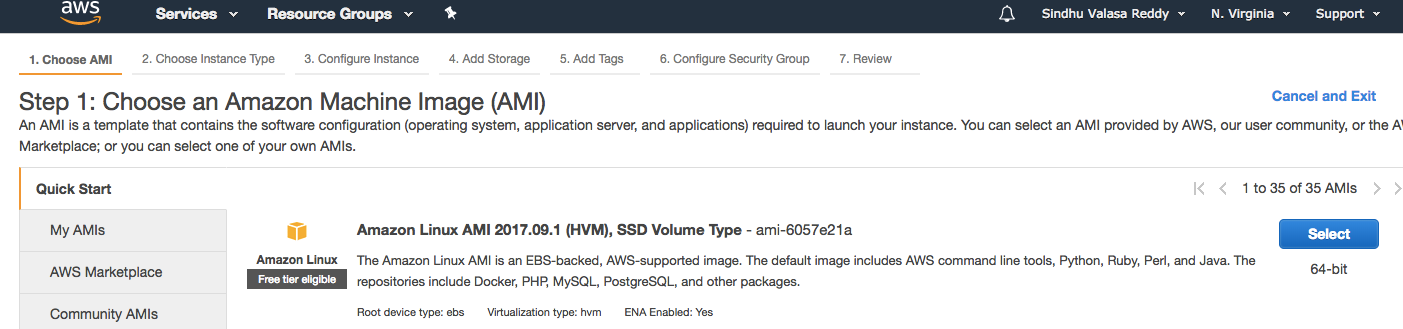 aws Services Resource Groups Sindhu Valasa Reddy N. Virginia Support
1. Choose AMI 2. Choose Instance Type 3. Configure Instance 4. Add Storage 5. Add Tags 6. Configure Security Group 7. Review
Step 1: Choose an Amazon Machine Image (AMI) Cancel and Exit
An AMI is a template that contains the software configuration (operating system, application server, and applications) required to launch your instance. You can select an AMI provided by AWS, our user community, or the
Marketplace; or you can select one of your own AMIs.
Quick Start 1 to 35 of 35 AMIs
My AMIs
AWS Marketplace
Community AMIs
Amazon Linux
Free tier eligible
Amazon Linux AMI 2017.09.1 (HVM), SSD Volume Type - ami-6057e21a
The Amazon Linux AMI is an EBS-backed, AWS-supported image. The default image includes AWS command line tools, Python, Ruby, Perl, and Java. The
repositories include Docker, PHP, MySQL, PostgreSQL, and other packages.
Root device type: ebs Virtualization type: hvm ENA Enabled: Yes
Select
64-bit